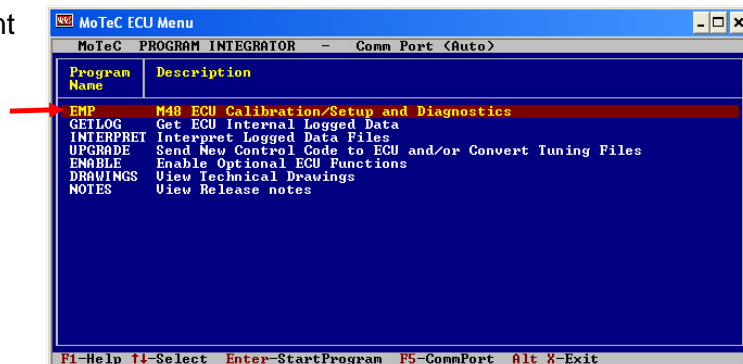 nt
MoTeC ECU Menu
MoTeC PROGRAM INTEGRATOR - Comm Port (Auto)
Program Description
Name
EMP M48 ECU Calibration/Setup and Diagnostics
GETLOG Get ECU Internal Logged Data
INTERPRET Interpret Logged Data Files
UPGRADE Send New Control Code to ECU and/or Convert Tuning Files
ENABLE Enable Optional ECU Functions
DRAWINGS View Technical Drawings
NOTES View Release notes
F1-Help ↑↓-Select Enter-StartProgram F5-CommPort Alt X-Exit